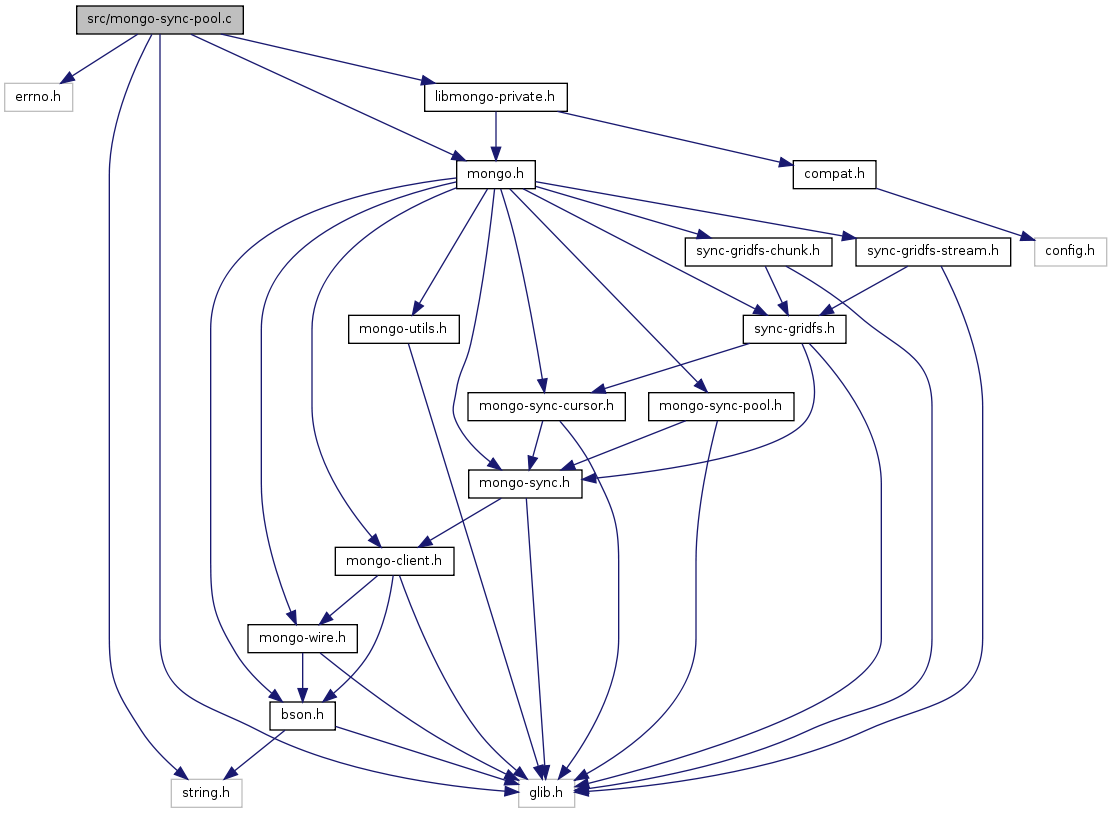 src/mongo-sync-pool.c
errno.h
libmongo-private.h
mongo.h
compat.h
sync-gridfs-chunk.h
sync-gridfs-stream.h
config.h
mongo-utils.h
sync-gridfs.h
mongo-sync-cursor.h
mongo-sync-pool.h
mongo-sync.h
mongo-client.h
mongo-wire.h
bson.h
string.h
glib.h